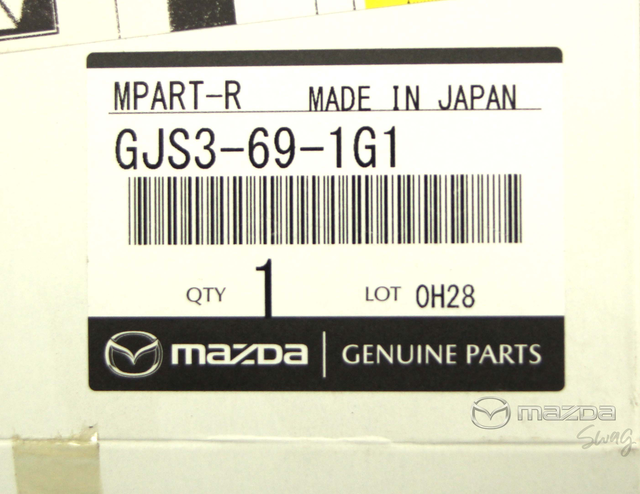 MPART-R MADE IN JAPAN
GJS3-69-1G1
QTY 1 LOT 0H28
mazda GENUINE PARTS
mazda
Swag